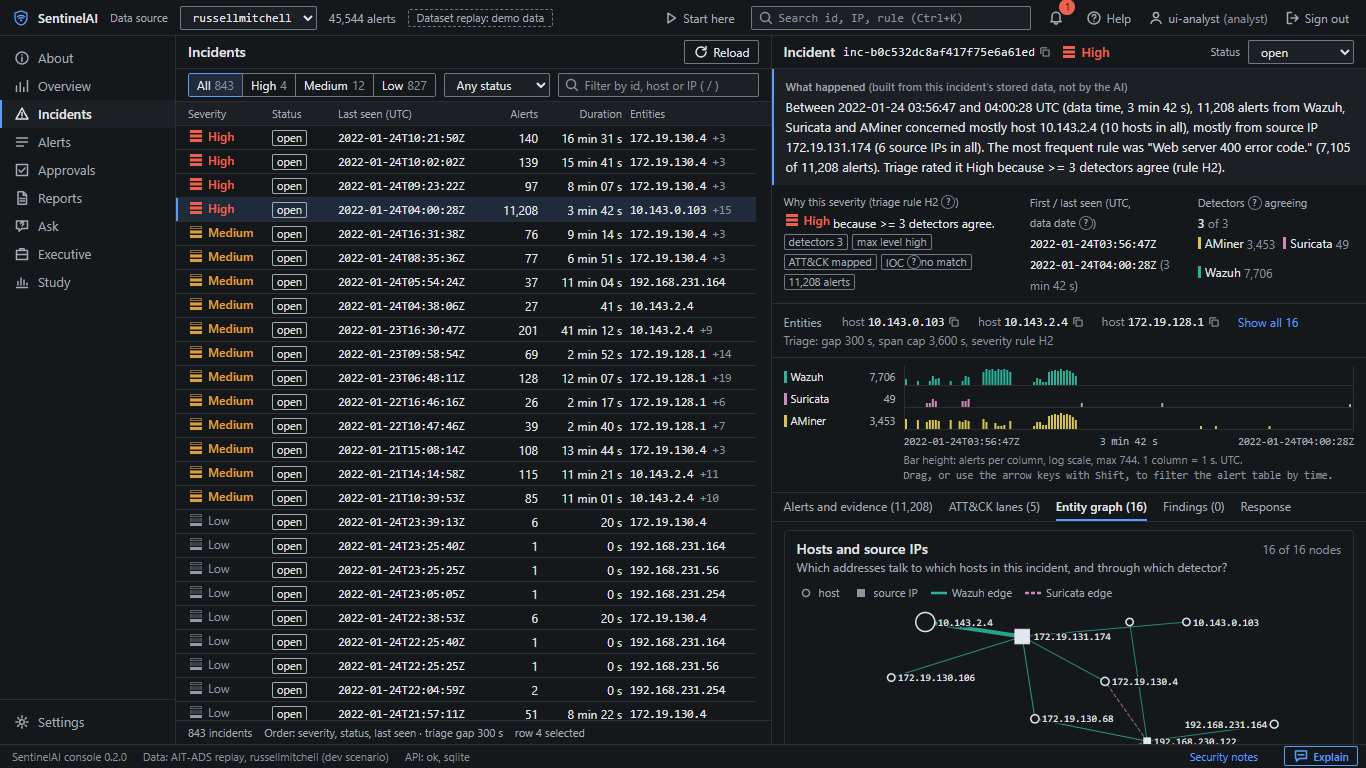 SentinelAI Data source russellmitchell 45,544 alerts Dataset replay: demo data Start here Search id, IP, rule (Ctrl+K) 1 Help ui-analyst (analyst) Sign out
About
Overview
Incidents
Alerts
Approvals
Reports
Ask
Executive
Study
Settings
Incidents Reload
All 843 High 4 Medium 12 Low 827 Any status Filter by id, host or IP ( / )
Severity Status Last seen (UTC) Alerts Duration Entities
High open 2022-01-24T10:21:50Z 140 16 min 31 s 172.19.130.4 +3
High open 2022-01-24T10:02:02Z 139 15 min 41 s 172.19.130.4 +3
High open 2022-01-24T09:23:22Z 97 8 min 07 s 172.19.130.4 +3
High open 2022-01-24T04:00:28Z 11,208 3 min 42 s 10.143.0.103 +15
Medium open 2022-01-24T16:31:38Z 76 9 min 14 s 172.19.130.4 +3
Medium open 2022-01-24T08:35:36Z 77 6 min 51 s 172.19.130.4 +3
Medium open 2022-01-24T05:54:24Z 37 11 min 04 s 192.168.231.164
Medium open 2022-01-24T04:38:06Z 27 41 s 10.143.2.4
Medium open 2022-01-23T16:30:47Z 201 41 min 12 s 10.143.2.4 +9
Medium open 2022-01-23T09:58:54Z 69 2 min 52 s 172.19.128.1 +14
Medium open 2022-01-23T06:48:11Z 128 12 min 07 s 172.19.128.1 +19
Medium open 2022-01-22T16:46:16Z 26 2 min 17 s 172.19.128.1 +6
Medium open 2022-01-22T10:47:46Z 39 2 min 40 s 172.19.128.1 +7
Medium open 2022-01-21T15:08:14Z 108 13 min 44 s 172.19.130.4 +3
Medium open 2022-01-21T14:14:58Z 115 11 min 21 s 10.143.2.4 +11
Medium open 2022-01-21T10:39:53Z 85 11 min 01 s 10.143.2.4 +10
Low open 2022-01-24T23:39:13Z 6 20 s 172.19.130.4
Low open 2022-01-24T23:25:40Z 1 0 s 192.168.231.164
Low open 2022-01-24T23:25:25Z 1 0 s 192.168.231.56
Low open 2022-01-24T23:05:05Z 1 0 s 192.168.231.254
Low open 2022-01-24T22:38:53Z 6 20 s 172.19.130.4
Low open 2022-01-24T22:25:40Z 1 0 s 192.168.231.164
Low open 2022-01-24T22:25:25Z 1 0 s 192.168.231.56
Low open 2022-01-24T22:04:59Z 2 0 s 192.168.231.254
Low open 2022-01-24T21:57:11Z 51 8 min 22 s 172.19.130.4
843 incidents Order: severity, status, last seen · triage gap 300 s row 4 selected
Incident inc-b0c532dc8af417f75e6a61ed High Status open
What happened (built from this incident's stored data, not by the AI)
Between 2022-01-24 03:56:47 and 04:00:28 UTC (data time, 3 min 42 s), 11,208 alerts from Wazuh,
Suricata and AMiner concerned mostly host 10.143.2.4 (10 hosts in all), mostly from source IP
172.19.131.174 (6 source IPs in all). The most frequent rule was "Web server 400 error code." (7,105
of 11,208 alerts). Triage rated it High because >= 3 detectors agree (rule H2).
Why this severity (triage rule H2 ?)
High because >= 3 detectors agree.
detectors 3 max level high
ATT&CK mapped IOC ? no match
11,208 alerts
First / last seen (UTC,
data date ?)
2022-01-24T03:56:47Z
2022-01-24T04:00:28Z (3
min 42 s)
Detectors ? agreeing
3 of 3
AMiner 3,453 Suricata 49
Wazuh 7,706
Entities host 10.143.0.103 host 10.143.2.4 host 172.19.128.1 Show all 16
Triage: gap 300 s, span cap 3,600 s, severity rule H2
Wazuh 7,706
Suricata 49
AMiner 3,453
2022-01-24T03:56:47Z 3 min 42 s 2022-01-24T04:00:28Z
Bar height: alerts per column, log scale, max 744. 1 column = 1 s. UTC.
Drag, or use the arrow keys with Shift, to filter the alert table by time.
Alerts and evidence (11,208) ATT&CK lanes (5) Entity graph (16) Findings (0) Response
Hosts and source IPs 16 of 16 nodes
Which addresses talk to which hosts in this incident, and through which detector?
host source IP Wazuh edge Suricata edge
10.143.2.4
10.143.0.103
172.19.131.174
172.19.130.106
172.19.130.4
172.19.130.68
192.168.231.164
192.168.230.122
SentinelAI console 0.2.0 Data: AIT-ADS replay, russellmitchell (dev scenario) API: ok, sqlite Security notes Explain